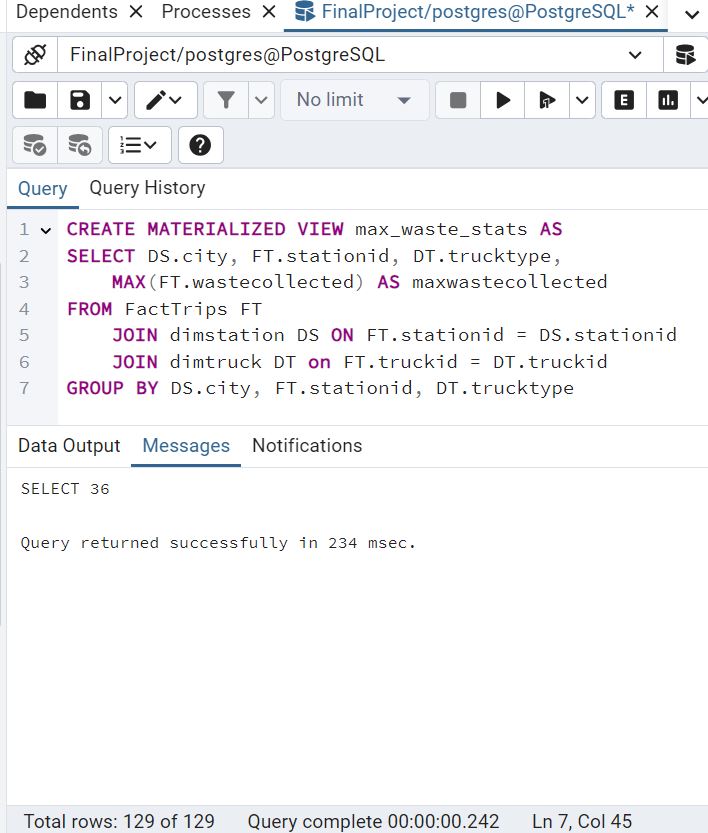 Dependents × Processes × FinalProject/postgres@PostgreSQL* ×
FinalProject/postgres@PostgreSQL
No limit
E
Query Query History
1 CREATE MATERIALIZED VIEW max_waste_stats AS
2 SELECT DS.city, FT.stationid, DT.trucktype,
3 MAX(FT.wastecollected) AS maxwastecollected
4 FROM FactTrips FT
5 JOIN dimstation DS ON FT.stationid = DS.stationid
6 JOIN dimtruck DT on FT.truckid = DT.truckid
7 GROUP BY DS.city, FT.stationid, DT.trucktype
Data Output Messages Notifications
SELECT 36
Query returned successfully in 234 msec.
Total rows: 129 of 129 Query complete 00:00:00.242 Ln 7, Col 45